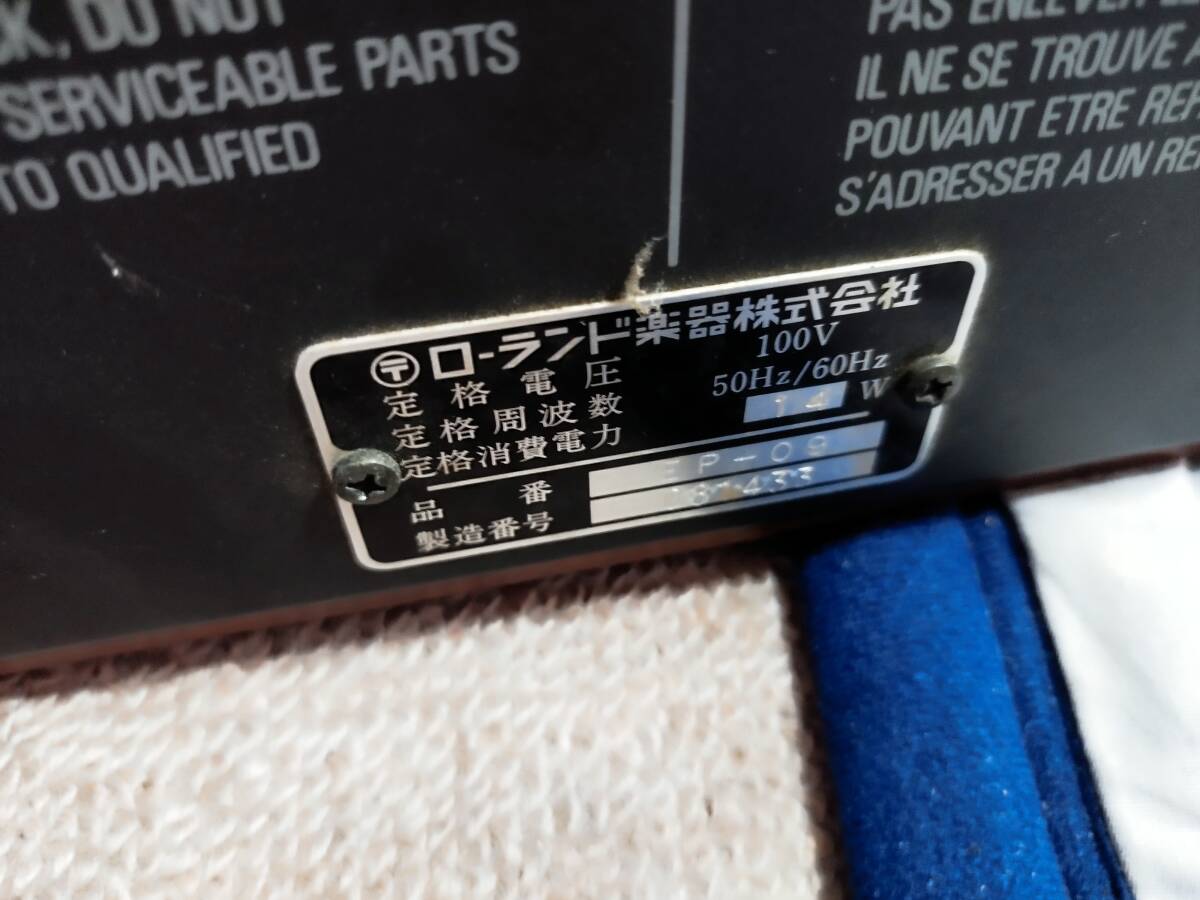 DO NOT
SERVICEABLE PARTS
TO QUALIFIED
PAS ENLEVER
IL NE SE TROUVE
POUVANT ETRE
S'ADRESSER A UN
〒 ローランド楽器株式会社
定格電圧 100V
定格周波数 50Hz/60Hz
定格消費電力 14 W
品番 EP-09
製造番号